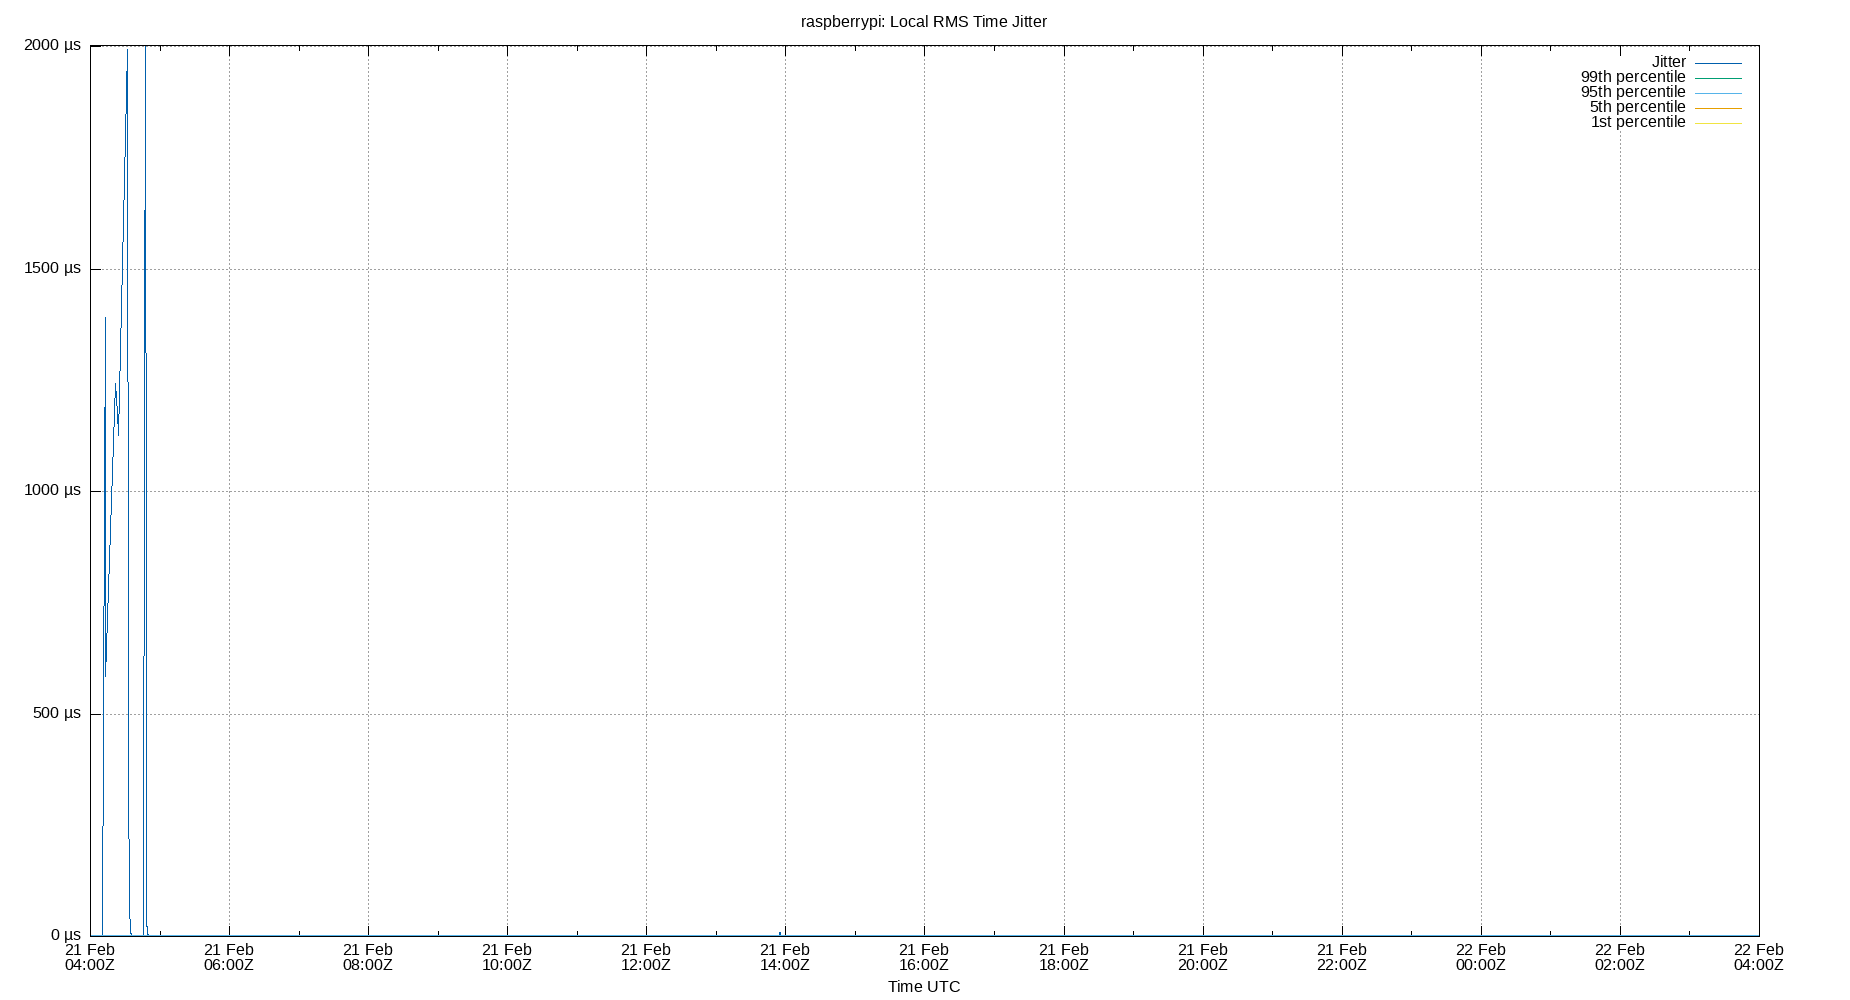 raspberrypi: Local RMS Time Jitter
2000 µs
1500 µs
1000 µs
500 µs
0 µs
Jitter
99th percentile
95th percentile
5th percentile
1st percentile
21 Feb 21 Feb 21 Feb 21 Feb 21 Feb 21 Feb 21 Feb 21 Feb 21 Feb 21 Feb 22 Feb 22 Feb 22 Feb
04:00Z 06:00Z 08:00Z 10:00Z 12:00Z 14:00Z 16:00Z 18:00Z 20:00Z 22:00Z 00:00Z 02:00Z 04:00Z
Time UTC